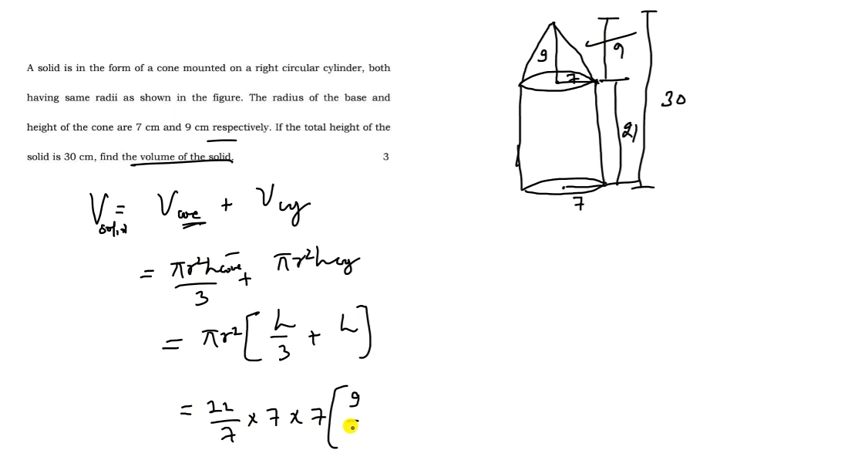 A solid is in the form of a cone mounted on a right circular cylinder, both
having same radii as shown in the figure. The radius of the base and
height of the cone are 7 cm and 9 cm respectively. If the total height of the
solid is 30 cm, find the volume of the solid. 3
V solid = V cone + V cy
= πr²h cone / 3 + πr²h cy
= πr² [ h/3 + h ]
= 22/7 × 7 × 7 [ 9
9
7
9
21
30
7